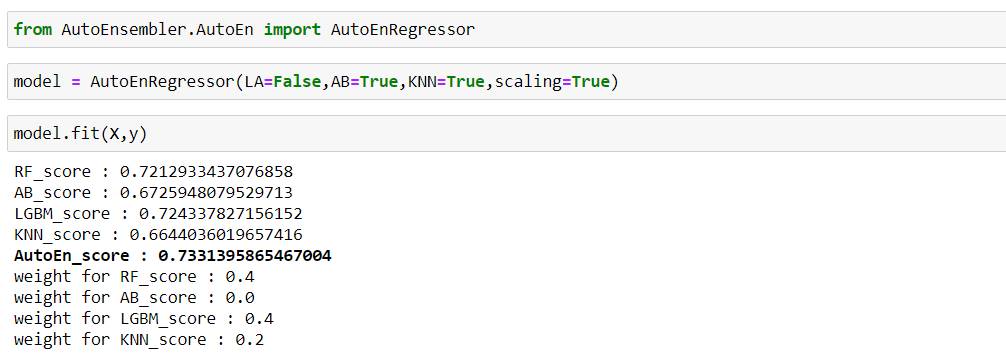 from AutoEnsembler.AutoEn import AutoEnRegressor
model = AutoEnRegressor(LA=False,AB=True,KNN=True,scaling=True)
model.fit(X,y)
RF_score : 0.7212933437076858
AB_score : 0.6725948079529713
LGBM_score : 0.724337827156152
KNN_score : 0.6644036019657416
AutoEn_score : 0.7331395865467004
weight for RF_score : 0.4
weight for AB_score : 0.0
weight for LGBM_score : 0.4
weight for KNN_score : 0.2